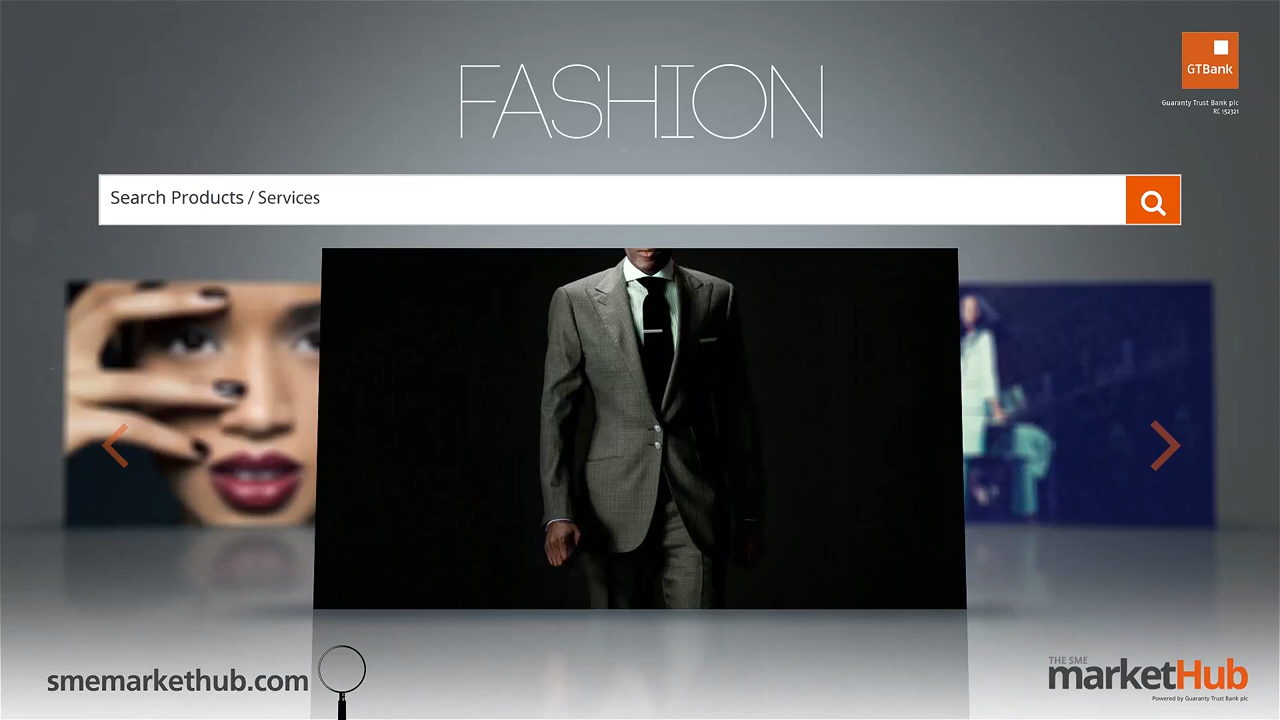 FASHION
GTBank
Guaranty Trust Bank plc
RC 152321
Search Products / Services
smemarkethub.com
THE SME
marketHub
Powered by Guaranty Trust Bank plc